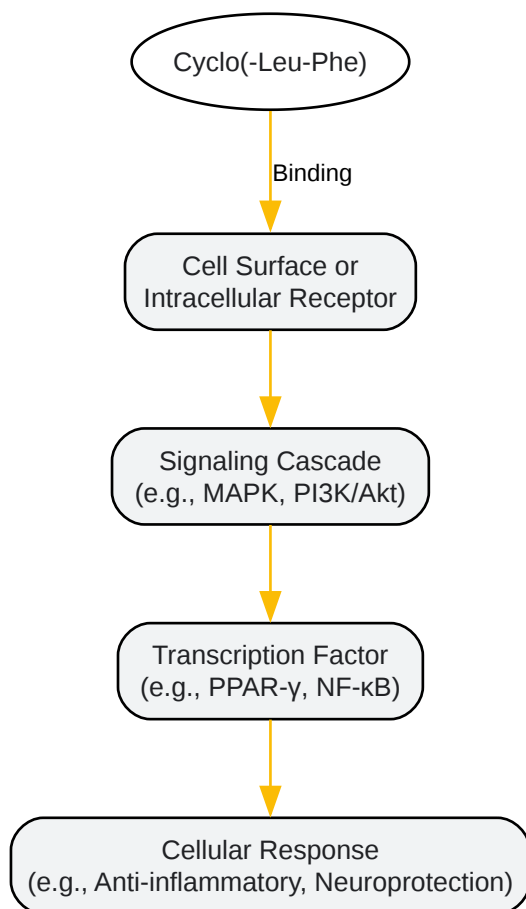 Cyclo(-Leu-Phe)
Binding
Cell Surface or
Intracellular Receptor
Signaling Cascade
(e.g., MAPK, PI3K/Akt)
Transcription Factor
(e.g., PPAR-γ, NF-κB)
Cellular Response
(e.g., Anti-inflammatory, Neuroprotection)